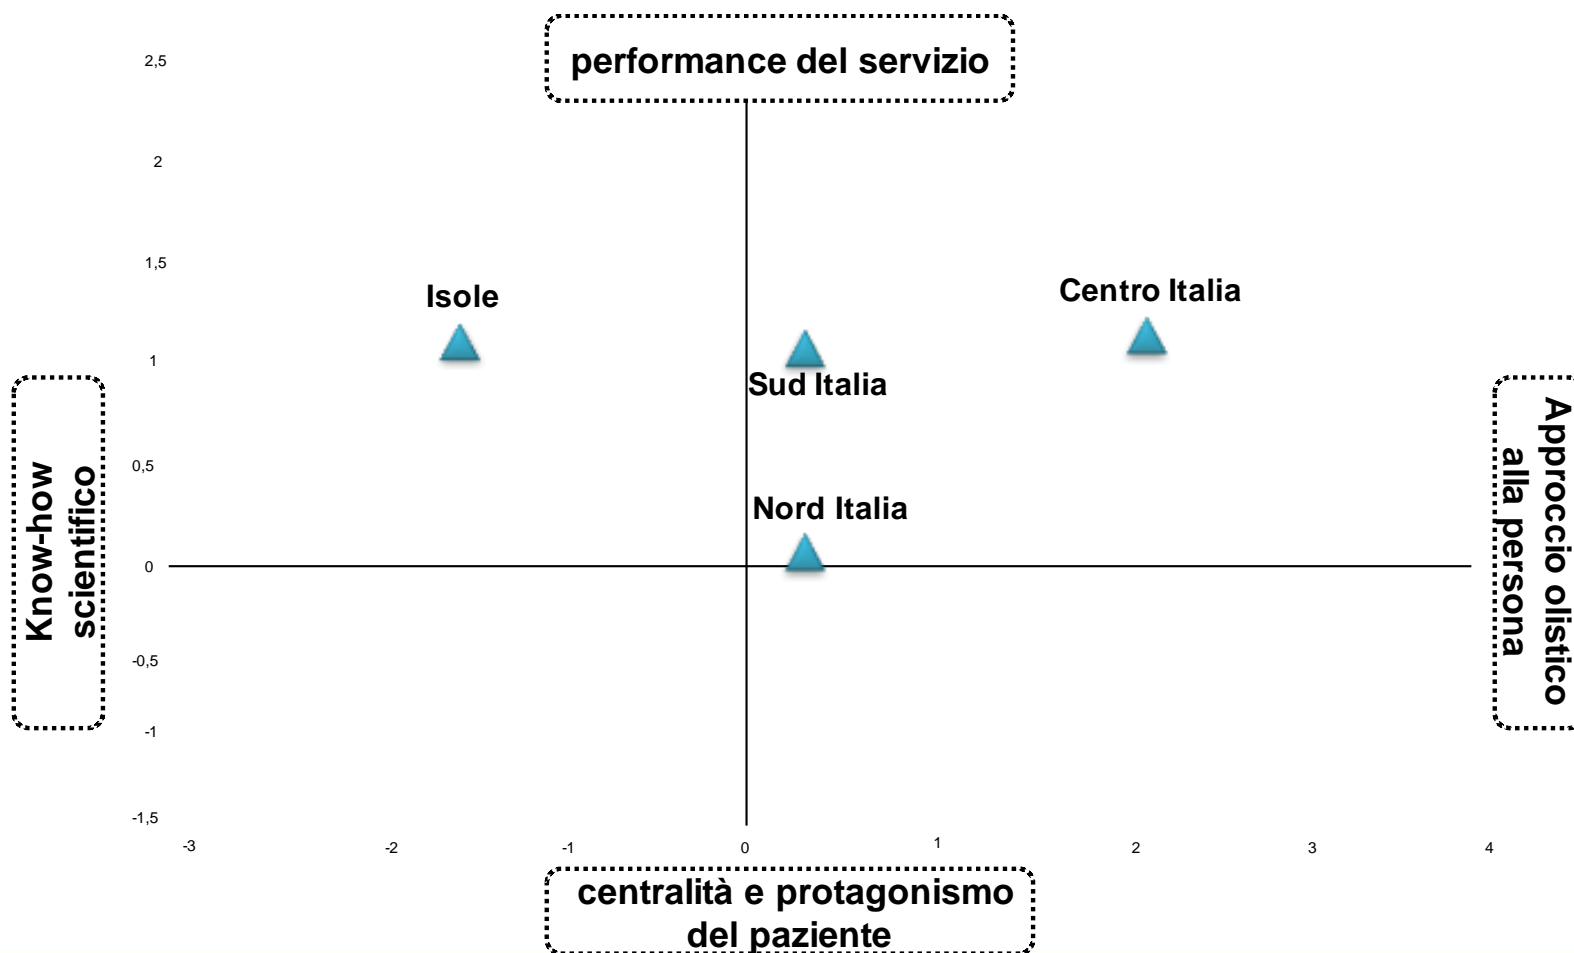 performance del servizio
2,5
2
1,5
Isole
Centro Italia
1
Sud Italia
Know-how
scientifico
Approccio olistico
alla persona
0,5
Nord Italia
0
-0,5
-1
-1,5
-3
-2
-1
0
1
2
3
4
centralità e protagonismo
del paziente